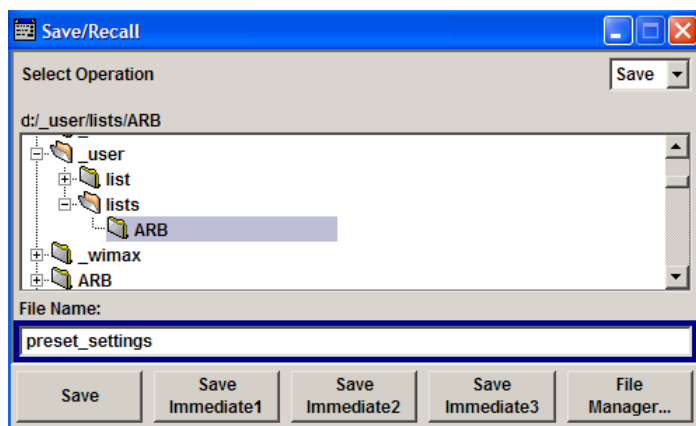 Save/Recall
Select Operation
Save
d:/_user/lists/ARB
_user
list
lists
ARB
_wimax
ARB
File Name:
preset_settings
Save
Save Immediate1
Save Immediate2
Save Immediate3
File Manager...